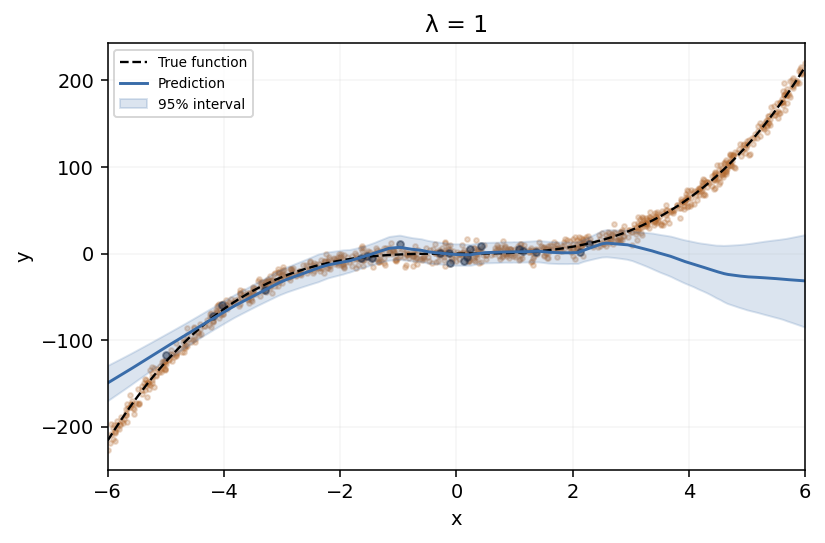 λ = 1
True function
Prediction
95% interval
y
200
100
0
−100
−200
−6
−4
−2
0
2
4
6
x